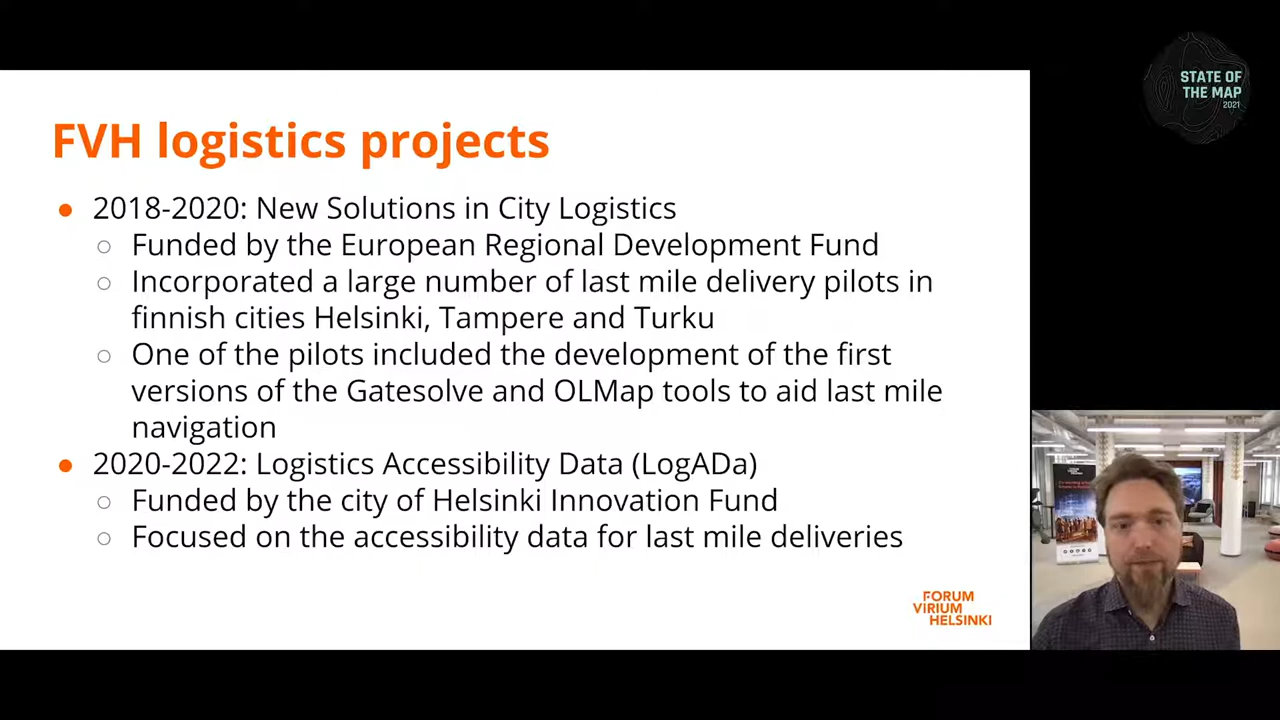 STATE OF
THE MAP
2021
FVH logistics projects
● 2018-2020: New Solutions in City Logistics
○ Funded by the European Regional Development Fund
○ Incorporated a large number of last mile delivery pilots in
finnish cities Helsinki, Tampere and Turku
○ One of the pilots included the development of the first
versions of the Gatesolve and OLMap tools to aid last mile
navigation
● 2020-2022: Logistics Accessibility Data (LogADa)
○ Funded by the city of Helsinki Innovation Fund
○ Focused on the accessibility data for last mile deliveries
FORUM
VIRIUM
HELSINKI